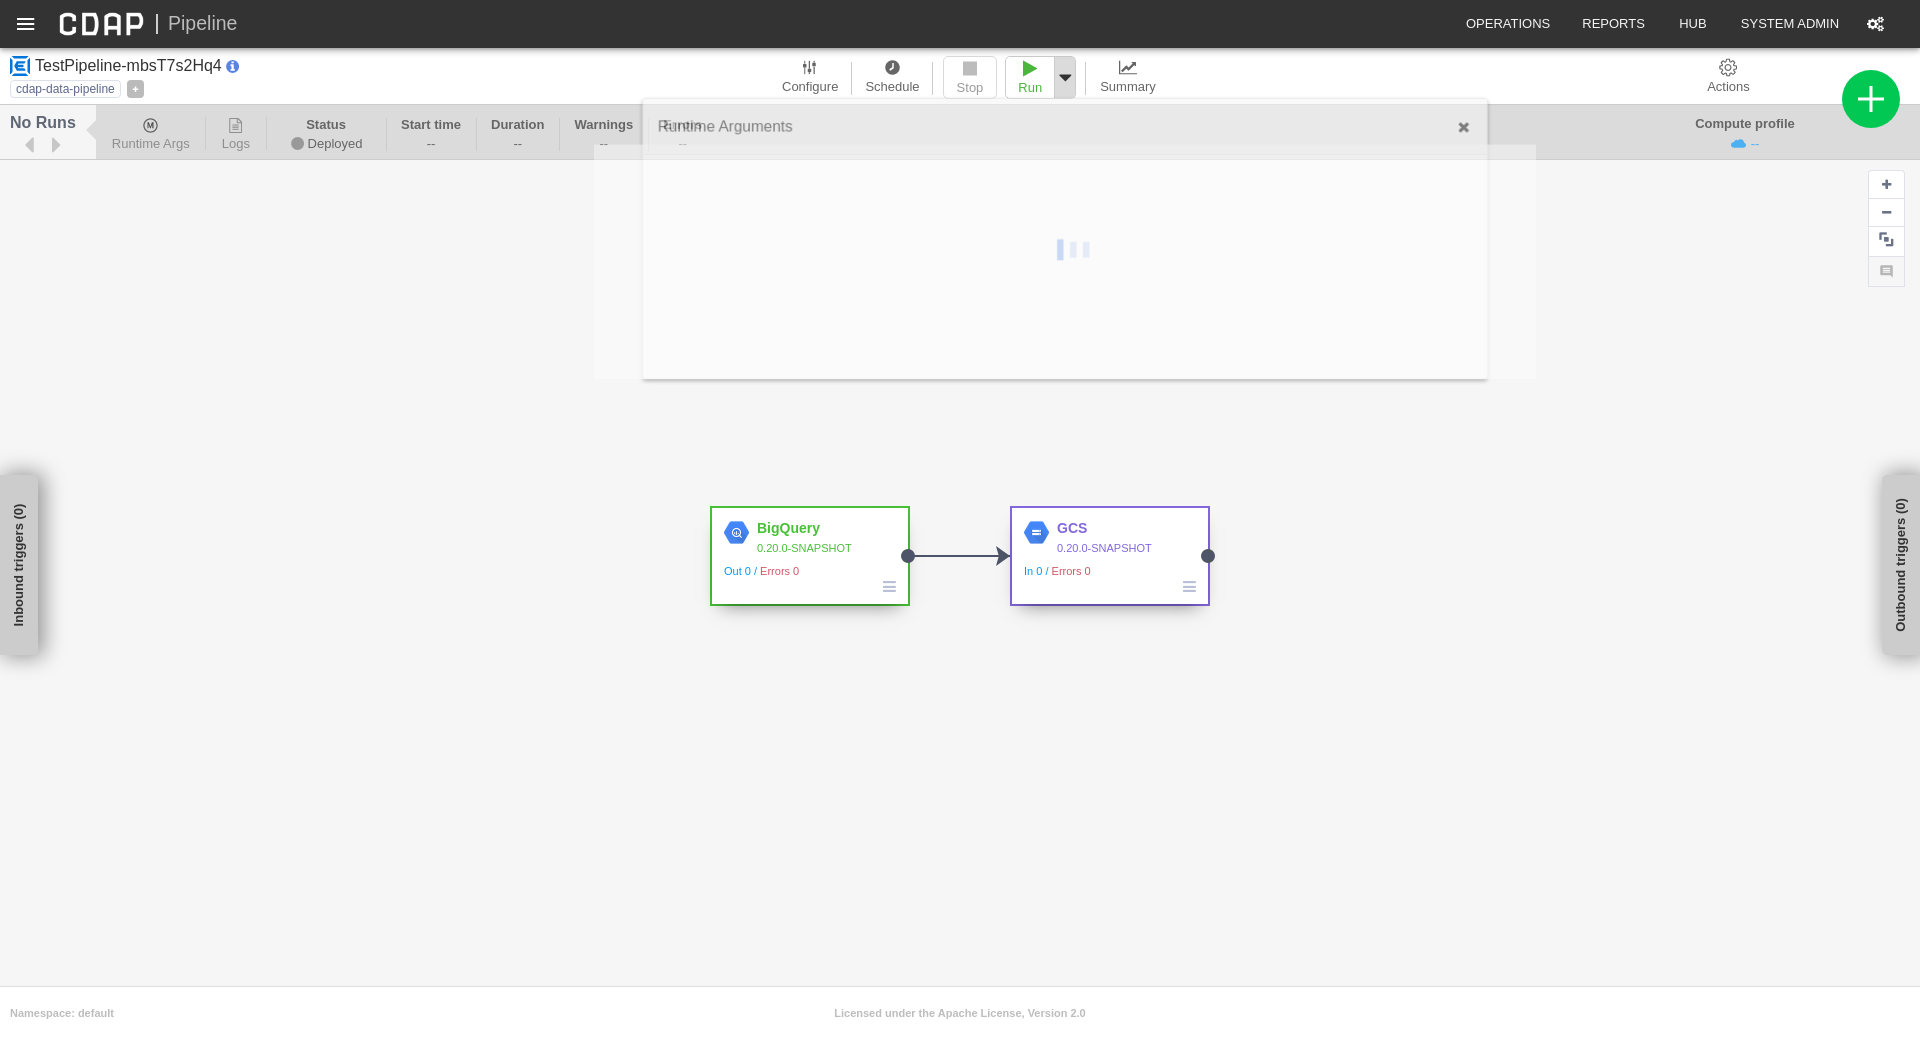 CDAP | Pipeline
OPERATIONS REPORTS HUB SYSTEM ADMIN
TestPipeline-mbsT7s2Hq4
cdap-data-pipeline
Configure Schedule Stop Run Summary
Actions
No Runs
Runtime Args
Logs
Status
Deployed
Start time
--
Duration
--
Warnings
--
Errors
--
Runtime Arguments
Compute profile
--
Inbound triggers (0)
BigQuery
0.20.0-SNAPSHOT
Out 0 / Errors 0
GCS
0.20.0-SNAPSHOT
In 0 / Errors 0
Outbound triggers (0)
Namespace: default
Licensed under the Apache License, Version 2.0